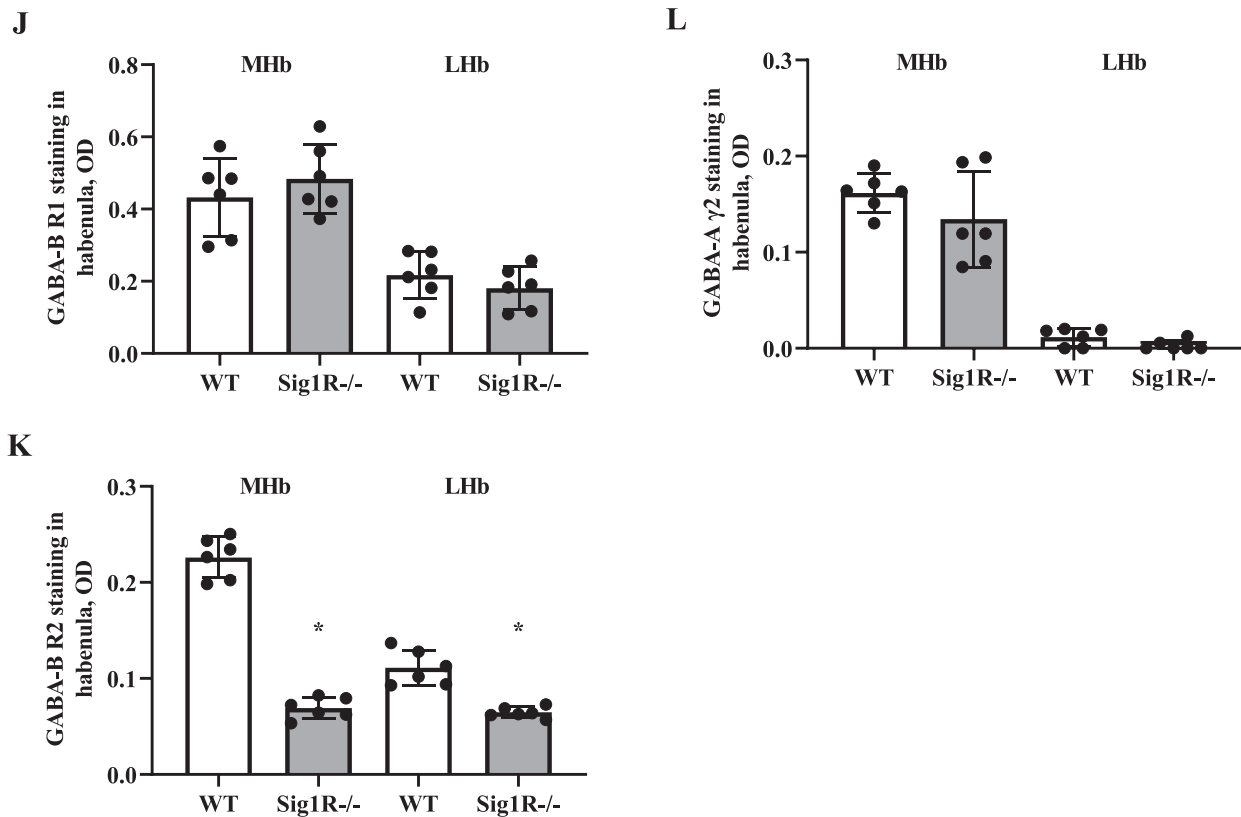 J
GABA-B R1 staining in
habenula, OD
0.8
0.6
0.4
0.2
0.0
MHb LHb
WT Sig1R-/- WT Sig1R-/-
L
GABA-A γ2 staining in
habenula, OD
0.3
0.2
0.1
0.0
MHb LHb
WT Sig1R-/- WT Sig1R-/-
K
GABA-B R2 staining in
habenula, OD
0.3
0.2
0.1
0.0
MHb LHb
* *
WT Sig1R-/- WT Sig1R-/-